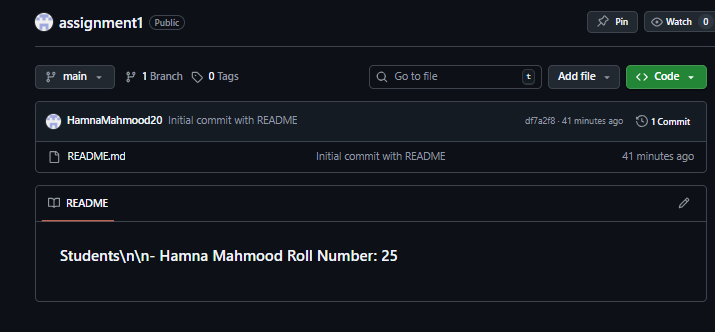 assignment1 Public Pin Watch 0
main 1 Branch 0 Tags Go to file t Add file Code
HamnaMahmood20 Initial commit with README df7a2f8 · 41 minutes ago 1 Commit
README.md Initial commit with README 41 minutes ago
README
Students\n\n- Hamna Mahmood Roll Number: 25